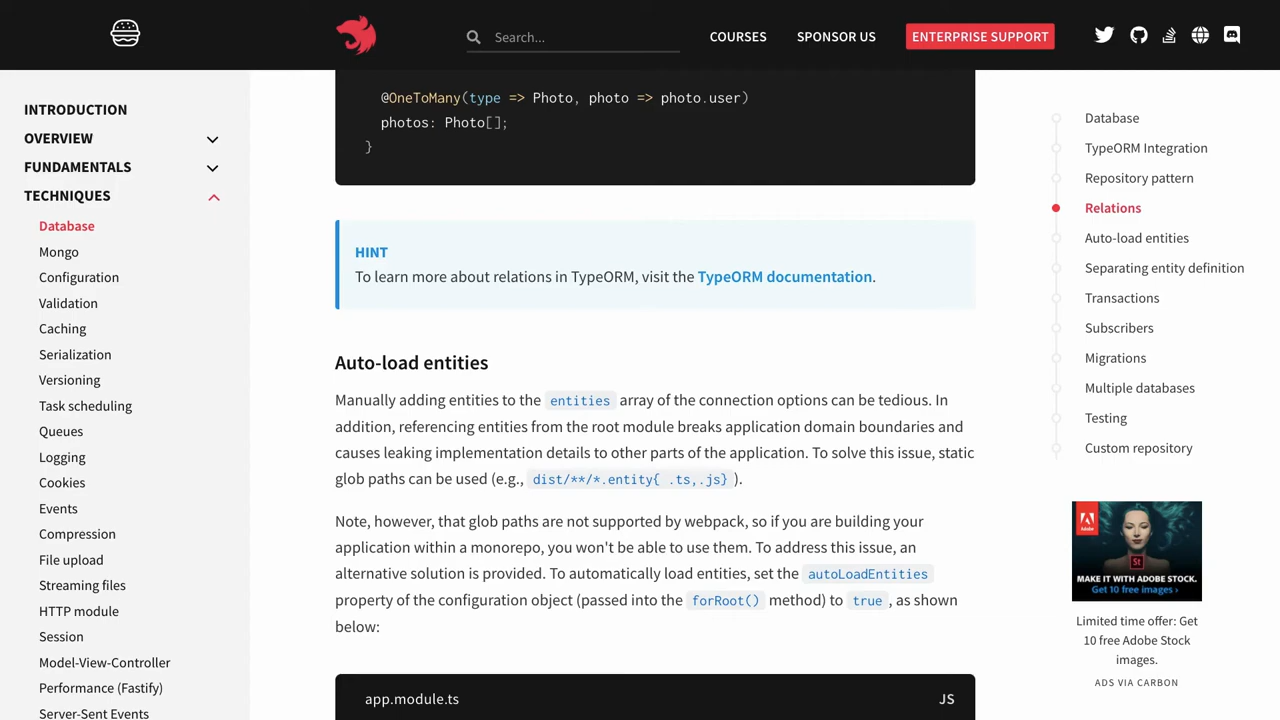 Search...
COURSES
SPONSOR US
ENTERPRISE SUPPORT
INTRODUCTION
OVERVIEW
FUNDAMENTALS
TECHNIQUES
Database
Mongo
Configuration
Validation
Caching
Serialization
Versioning
Task scheduling
Queues
Logging
Cookies
Events
Compression
File upload
Streaming files
HTTP module
Session
Model-View-Controller
Performance (Fastify)
Server-Sent Events
@OneToMany(type => Photo, photo => photo.user)
photos: Photo[];
}
HINT
To learn more about relations in TypeORM, visit the TypeORM documentation.
Auto-load entities
Manually adding entities to the entities array of the connection options can be tedious. In
addition, referencing entities from the root module breaks application domain boundaries and
causes leaking implementation details to other parts of the application. To solve this issue, static
glob paths can be used (e.g., dist/**/*.entity{ .ts,.js} ).
Note, however, that glob paths are not supported by webpack, so if you are building your
application within a monorepo, you won't be able to use them. To address this issue, an
alternative solution is provided. To automatically load entities, set the autoLoadEntities
property of the configuration object (passed into the forRoot() method) to true , as shown
below:
app.module.ts
JS
Database
TypeORM Integration
Repository pattern
Relations
Auto-load entities
Separating entity definition
Transactions
Subscribers
Migrations
Multiple databases
Testing
Custom repository
Adobe
St
MAKE IT WITH ADOBE STOCK.
Get 10 free images ›
Limited time offer: Get
10 free Adobe Stock
images.
ADS VIA CARBON